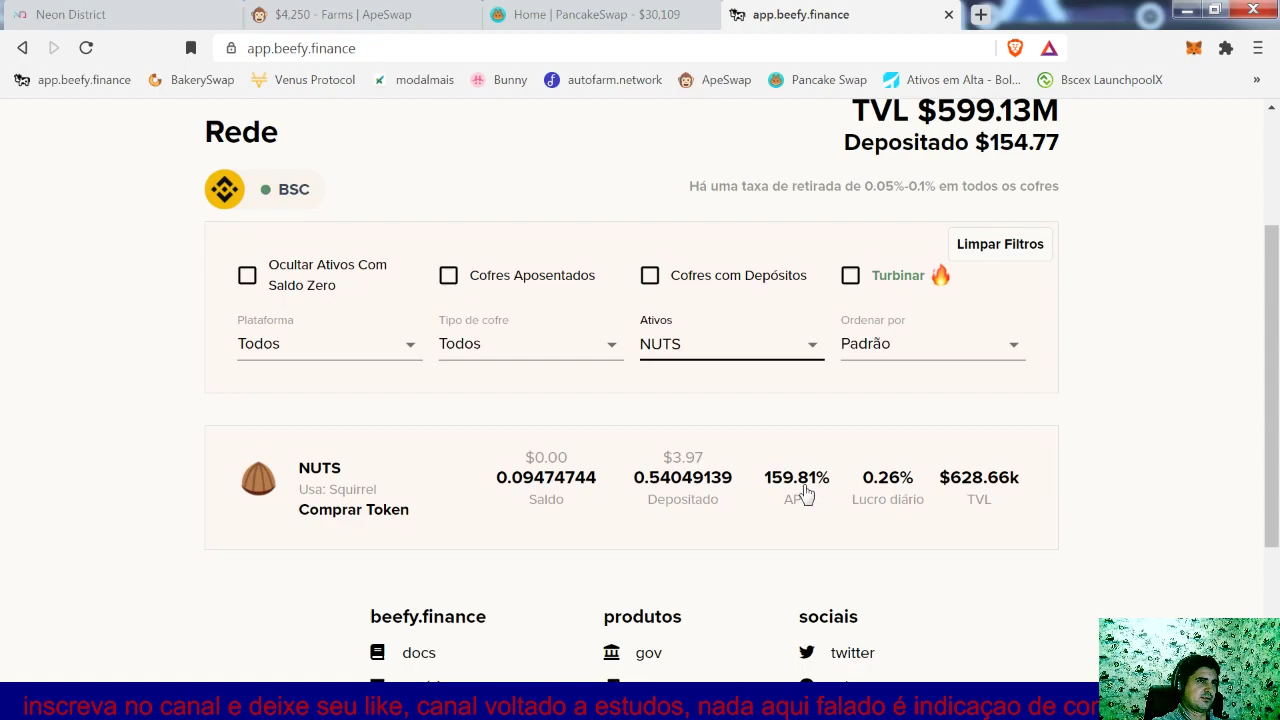 Neon District
$4,250 - Farms | ApeSwap
Home | PancakeSwap - $30,109
app.beefy.finance
app.beefy.finance
app.beefy.finance
BakerySwap
Venus Protocol
modalmais
Bunny
autofarm.network
ApeSwap
Pancake Swap
Ativos em Alta - Bol...
Bscex LaunchpoolX
»
Rede
TVL $599.13M
Depositado $154.77
BSC
Há uma taxa de retirada de 0.05%-0.1% em todos os cofres
Limpar Filtros
Ocultar Ativos Com
Saldo Zero
Cofres Aposentados
Cofres com Depósitos
Turbinar
Plataforma
Todos
Tipo de cofre
Todos
Ativos
NUTS
Ordenar por
Padrão
NUTS
Usa: Squirrel
Comprar Token
$0.00
0.09474744
Saldo
$3.97
0.54049139
Depositado
159.81%
0.26%
Lucro diário
$628.66k
TVL
beefy.finance
docs
produtos
gov
sociais
twitter
inscreva no canal e deixe seu like, canal voltado a estudos, nada aqui falado é indicaçao de